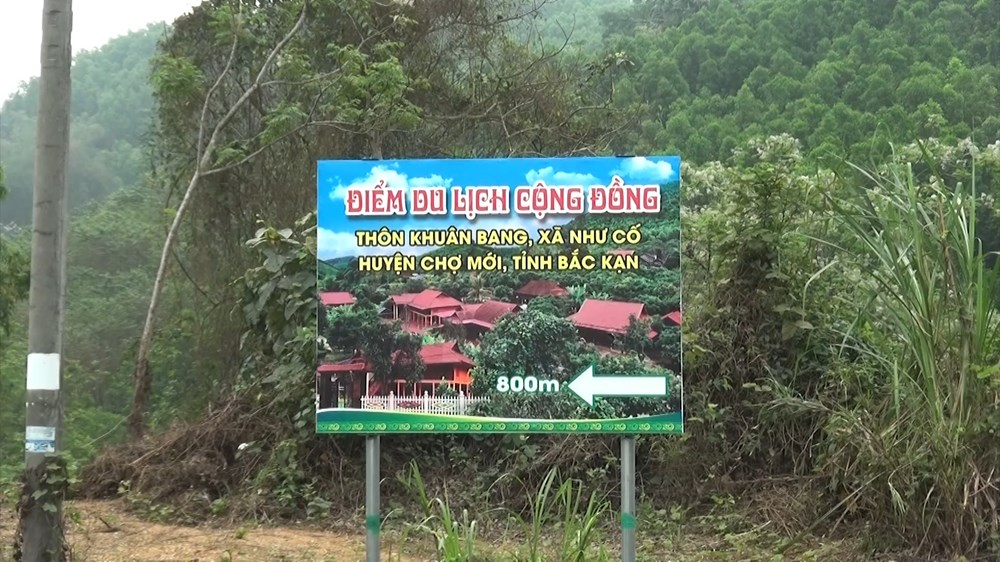 ĐIỂM DU LỊCH CỘNG ĐỒNG
THÔN KHUÂN BANG, XÃ NHƯ CỐ
HUYỆN CHỢ MỚI, TỈNH BẮC KẠN
800m